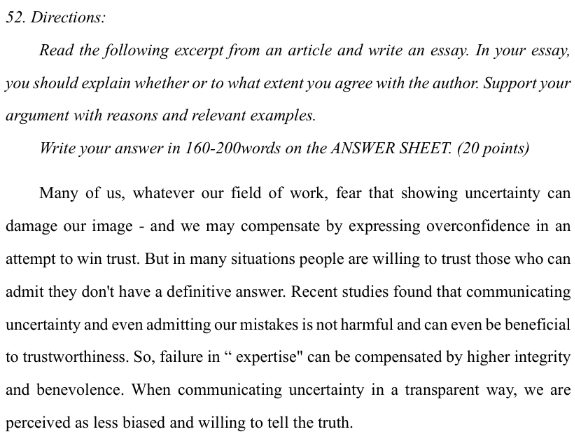 52. Directions:
Read the following excerpt from an article and write an essay. In your essay,
you should explain whether or to what extent you agree with the author. Support your
argument with reasons and relevant examples.
Write your answer in 160-200words on the ANSWER SHEET. (20 points)
Many of us, whatever our field of work, fear that showing uncertainty can
damage our image - and we may compensate by expressing overconfidence in an
attempt to win trust. But in many situations people are willing to trust those who can
admit they don't have a definitive answer. Recent studies found that communicating
uncertainty and even admitting our mistakes is not harmful and can even be beneficial
to trustworthiness. So, failure in “ expertise" can be compensated by higher integrity
and benevolence. When communicating uncertainty in a transparent way, we are
perceived as less biased and willing to tell the truth.